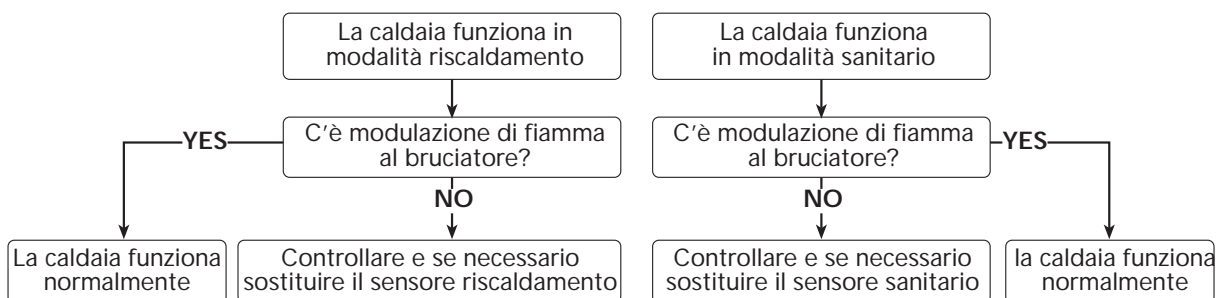 La caldaia funziona in
modalità riscaldamento
La caldaia funziona
in modalità sanitario
C'è modulazione di fiamma
al bruciatore?
C'è modulazione di fiamma
al bruciatore?
YES
YES
NO
NO
La caldaia funziona
normalmente
Controllare e se necessario
sostituire il sensore riscaldamento
Controllare e se necessario
sostituire il sensore sanitario
la caldaia funziona
normalmente